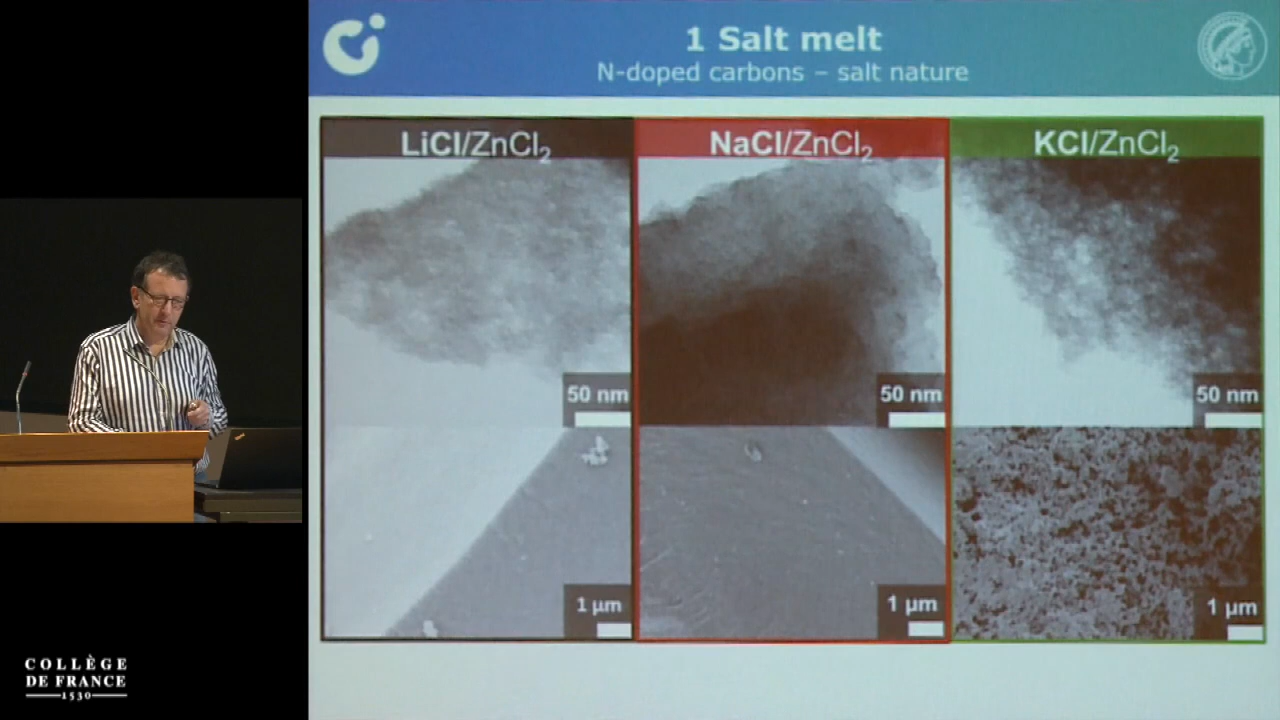 1 Salt melt
N-doped carbons – salt nature
LiCl/ZnCl₂
NaCl/ZnCl₂
KCl/ZnCl₂
50 nm
50 nm
50 nm
1 µm
1 µm
1 µm
COLLÈGE
DE FRANCE
1530